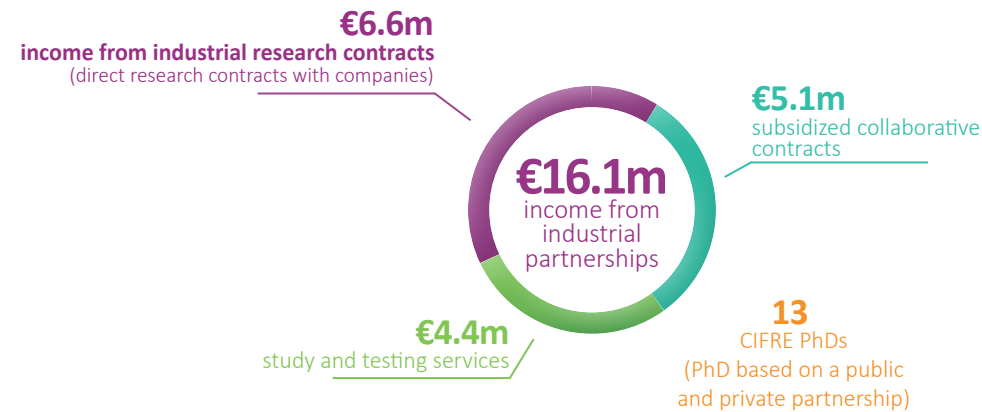 €6.6m
income from industrial research contracts
(direct research contracts with companies)
€5.1m
subsidized collaborative
contracts
€16.1m
income from
industrial
partnerships
€4.4m
study and testing services
13
CIFRE PhDs
(PhD based on a public
and private partnership)